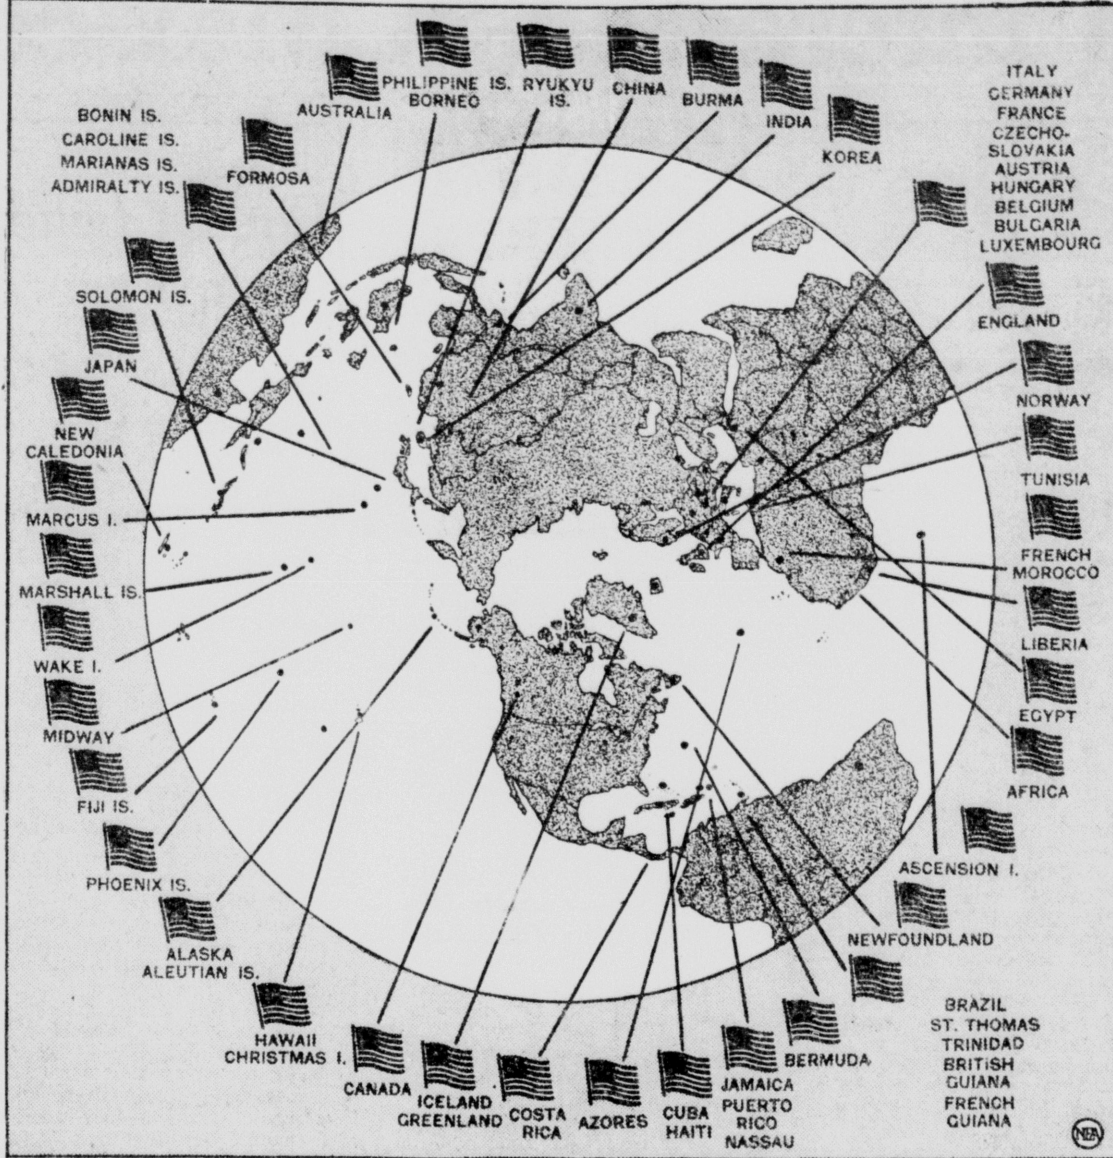 BONIN IS.
CAROLINE IS.
MARIANAS IS.
ADMIRALTY IS.
FORMOSA
AUSTRALIA
PHILIPPINE IS.
BORNEO
RYUKYU
IS.
CHINA
BURMA
INDIA
KOREA
ITALY
GERMANY
FRANCE
CZECHO-
SLOVAKIA
AUSTRIA
HUNGARY
BELGIUM
BULGARIA
LUXEMBOURG
ENGLAND
NORWAY
TUNISIA
FRENCH
MOROCCO
LIBERIA
EGYPT
AFRICA
ASCENSION I.
NEWFOUNDLAND
BRAZIL
ST. THOMAS
TRINIDAD
BRITISH
GUIANA
FRENCH
GUIANA
BERMUDA
JAMAICA
PUERTO
RICO
NASSAU
CUBA
HAITI
AZORES
COSTA
RICA
ICELAND
GREENLAND
CANADA
HAWAII
CHRISTMAS I.
ALASKA
ALEUTIAN IS.
PHOENIX IS.
FIJI IS.
MIDWAY
WAKE I.
MARSHALL IS.
MARCUS I.
NEW
CALEDONIA
JAPAN
SOLOMON IS.
NEA